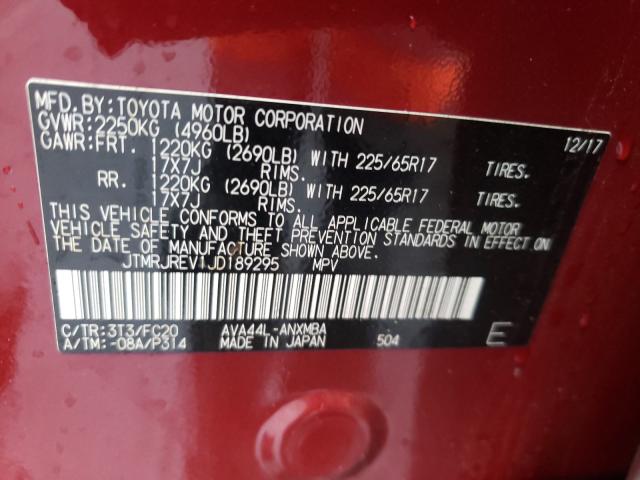 MFD.BY:TOYOTA MOTOR CORPORATION 12/17
GVWR:2250KG (4960LB)
GAWR:FRT. 1220KG (2690LB) WITH 225/65R17 TIRES.
17X7J RIMS.
RR. 1220KG (2690LB) WITH 225/65R17 TIRES.
17X7J RIMS.
THIS VEHICLE CONFORMS TO ALL APPLICABLE FEDERAL MOTOR
VEHICLE SAFETY AND THEFT PREVENTION STANDARDS IN EFFECT ON
THE DATE OF MANUFACTURE SHOWN ABOVE.
JTMRJREV1JD189295 MPV
C/TR:3T3/FC20 AVA44L-ANXMBA
A/TM:-08A/P314 MADE IN JAPAN 504 E